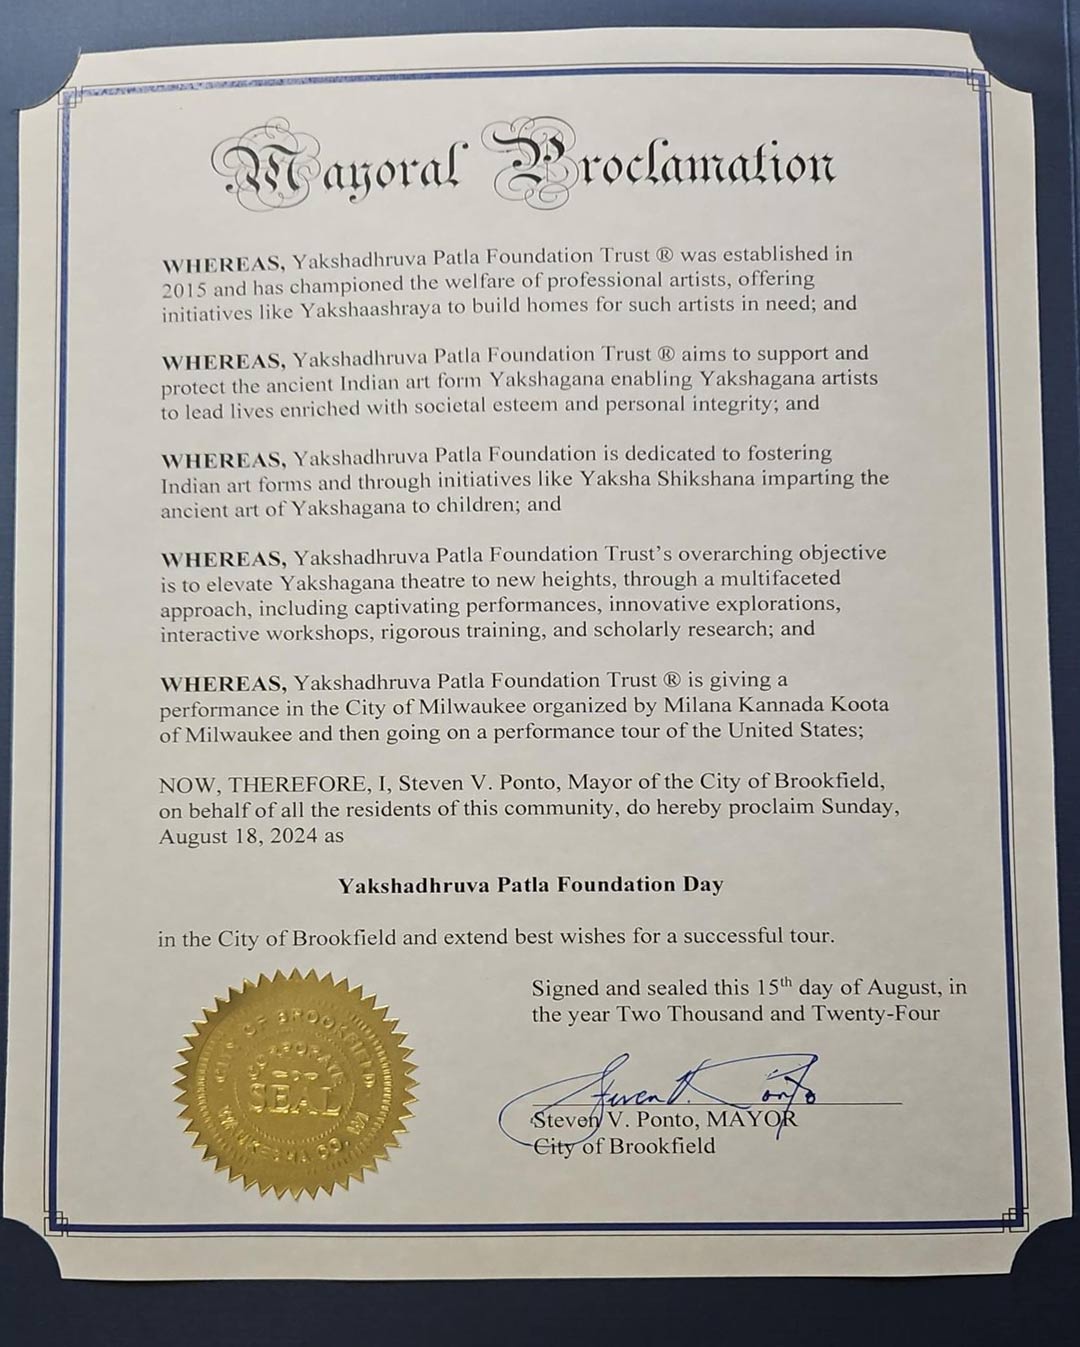 Mayoral Proclamation
WHEREAS, Yakshadhruva Patla Foundation Trust ® was established in
2015 and has championed the welfare of professional artists, offering
initiatives like Yakshaashraya to build homes for such artists in need; and
WHEREAS, Yakshadhruva Patla Foundation Trust ® aims to support and
protect the ancient Indian art form Yakshagana enabling Yakshagana artists
to lead lives enriched with societal esteem and personal integrity; and
WHEREAS, Yakshadhruva Patla Foundation is dedicated to fostering
Indian art forms and through initiatives like Yaksha Shikshana imparting the
ancient art of Yakshagana to children; and
WHEREAS, Yakshadhruva Patla Foundation Trust's overarching objective
is to elevate Yakshagana theatre to new heights, through a multifaceted
approach, including captivating performances, innovative explorations,
interactive workshops, rigorous training, and scholarly research; and
WHEREAS, Yakshadhruva Patla Foundation Trust ® is giving a
performance in the City of Milwaukee organized by Milana Kannada Koota
of Milwaukee and then going on a performance tour of the United States;
NOW, THEREFORE, I, Steven V. Ponto, Mayor of the City of Brookfield,
on behalf of all the residents of this community, do hereby proclaim Sunday,
August 18, 2024 as
Yakshadhruva Patla Foundation Day
in the City of Brookfield and extend best wishes for a successful tour.
Signed and sealed this 15th day of August, in
the year Two Thousand and Twenty-Four
Steven V. Ponto
Steven V. Ponto, MAYOR
City of Brookfield
CITY OF BROOKFIELD
CORPORATE
SEAL
WAUKESHA CO. WI